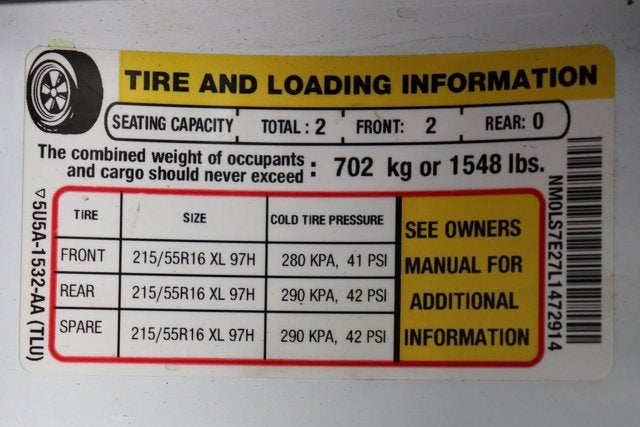 TIRE AND LOADING INFORMATION
SEATING CAPACITY TOTAL: 2 FRONT: 2 REAR: 0
The combined weight of occupants
and cargo should never exceed : 702 kg or 1548 lbs.
TIRE SIZE COLD TIRE PRESSURE
FRONT 215/55R16 XL 97H 280 KPA, 41 PSI
REAR 215/55R16 XL 97H 290 KPA, 42 PSI
SPARE 215/55R16 XL 97H 290 KPA, 42 PSI
SEE OWNERS
MANUAL FOR
ADDITIONAL
INFORMATION
▽5U5A-1532-AA (TLU)
NM0LS7E27L1472914